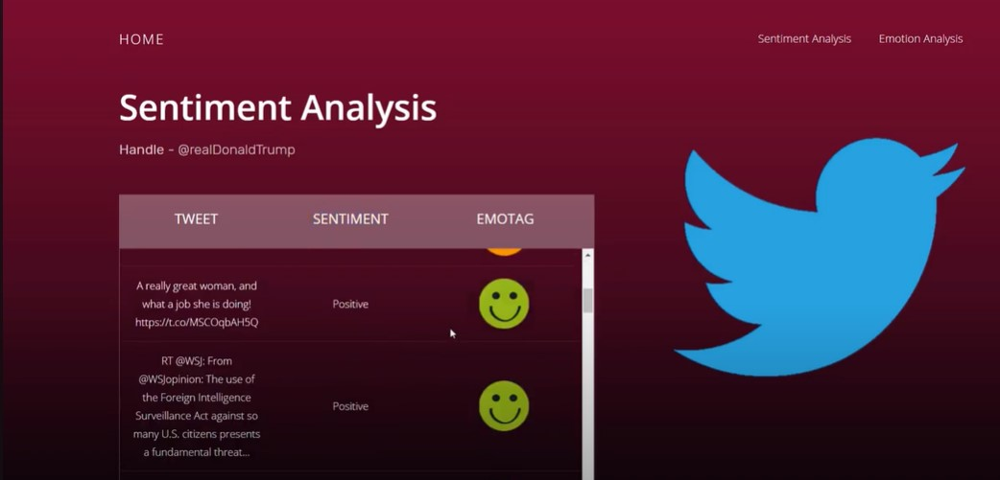 HOME
Sentiment Analysis
Emotion Analysis
Sentiment Analysis
Handle - @realDonaldTrump
TWEET
SENTIMENT
EMOTAG
A really great woman, and
what a job she is doing!
https://t.co/MSCOqbAH5Q
Positive
RT @WSJ: From
@WSJopinion: The use of
the Foreign Intelligence
Surveillance Act against so
many U.S. citizens presents
a fundamental threat...
Positive